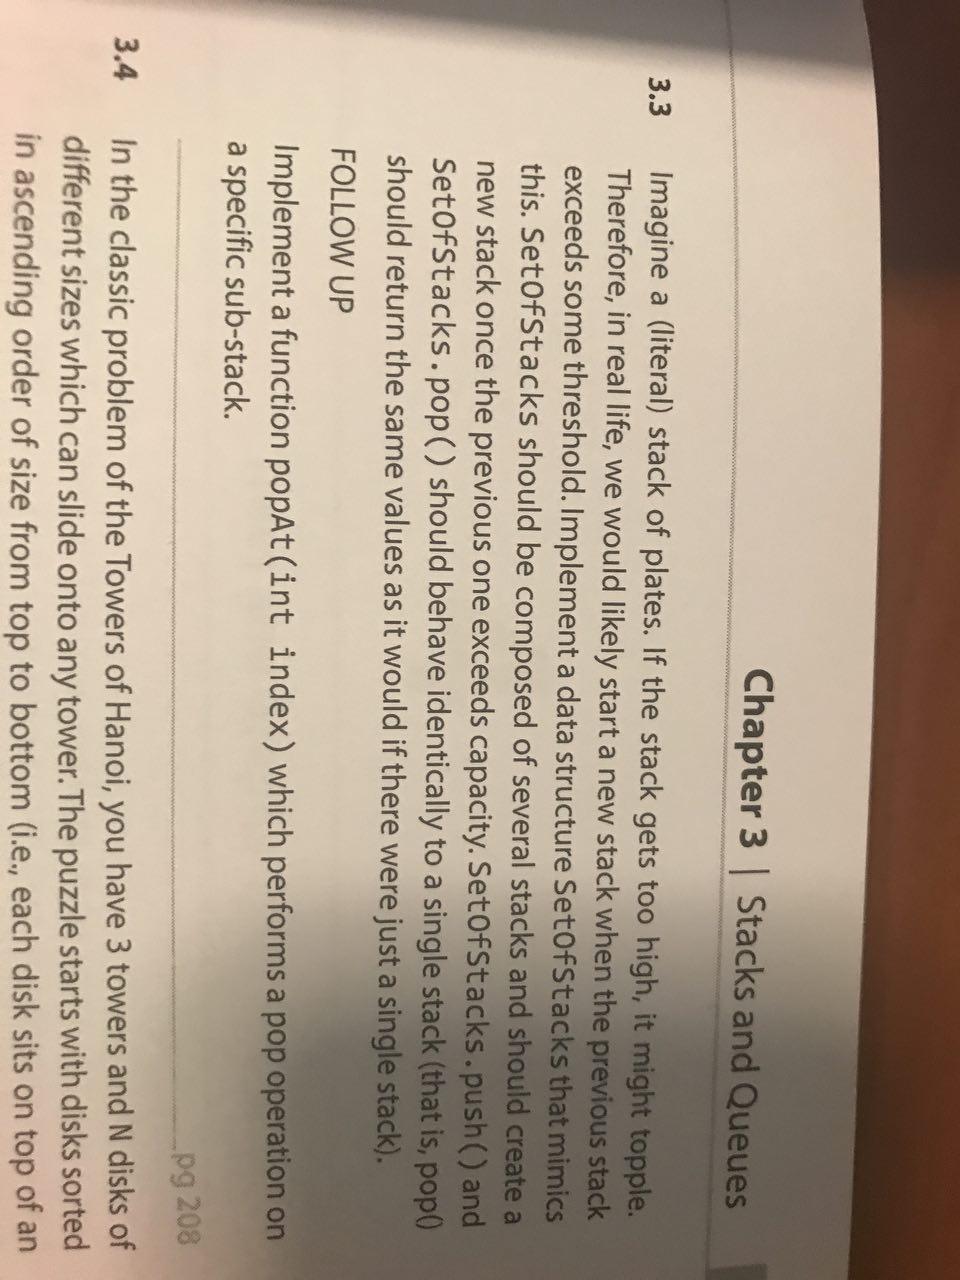 Chapter 3 | Stacks and Queues
3.3 Imagine a (literal) stack of plates. If the stack gets too high, it might topple.
Therefore, in real life, we would likely start a new stack when the previous stack
exceeds some threshold. Implement a data structure SetOfStacks that mimics
this. SetOfStacks should be composed of several stacks and should create a
new stack once the previous one exceeds capacity. SetOfStacks.push() and
SetOfStacks.pop() should behave identically to a single stack (that is, pop()
should return the same values as it would if there were just a single stack).
FOLLOW UP
Implement a function popAt(int index) which performs a pop operation on
a specific sub-stack.
pg 208
3.4 In the classic problem of the Towers of Hanoi, you have 3 towers and N disks of
different sizes which can slide onto any tower. The puzzle starts with disks sorted
in ascending order of size from top to bottom (i.e., each disk sits on top of an